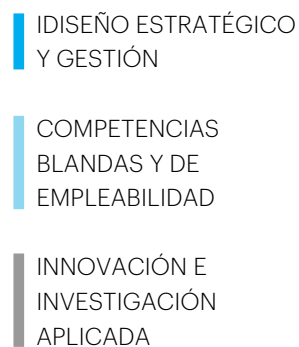 IDISEÑO ESTRATÉGICO
Y GESTIÓN
COMPETENCIAS
BLANDAS Y DE
EMPLEABILIDAD
INNOVACIÓN E
INVESTIGACIÓN
APLICADA